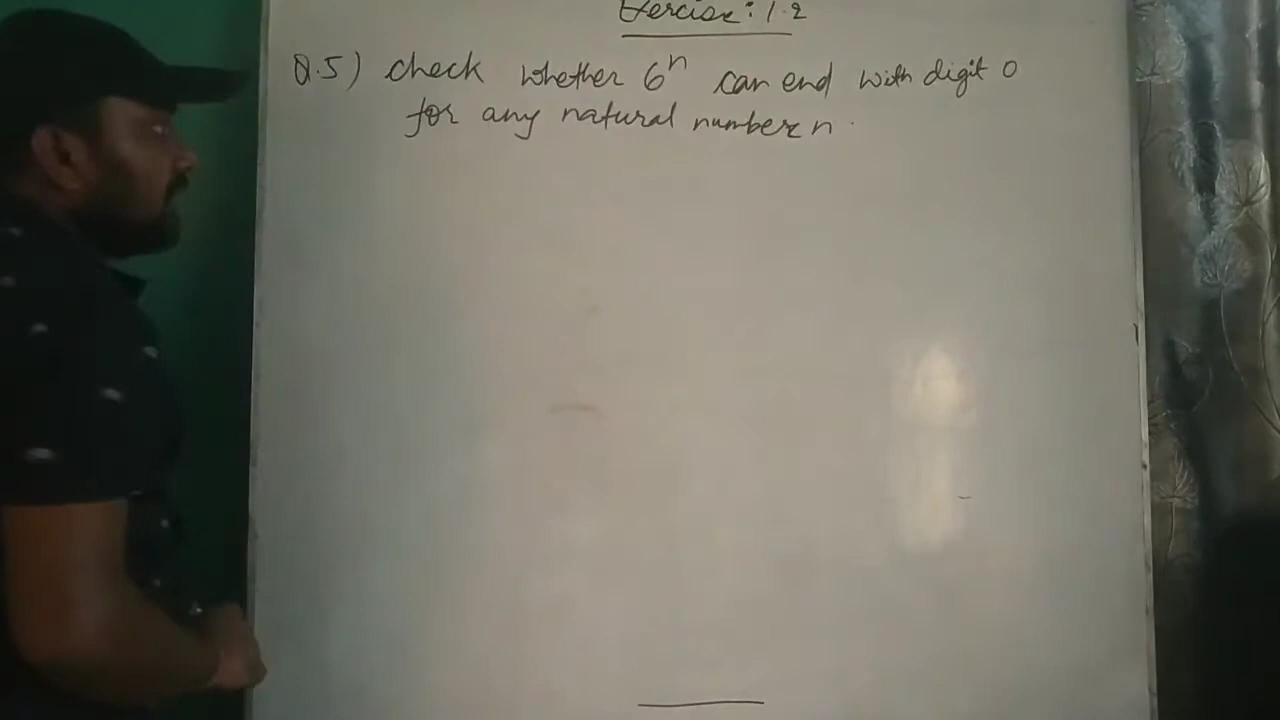 Exercise: 1.2
Q.5) check whether 6ⁿ can end with digit 0
for any natural number n.